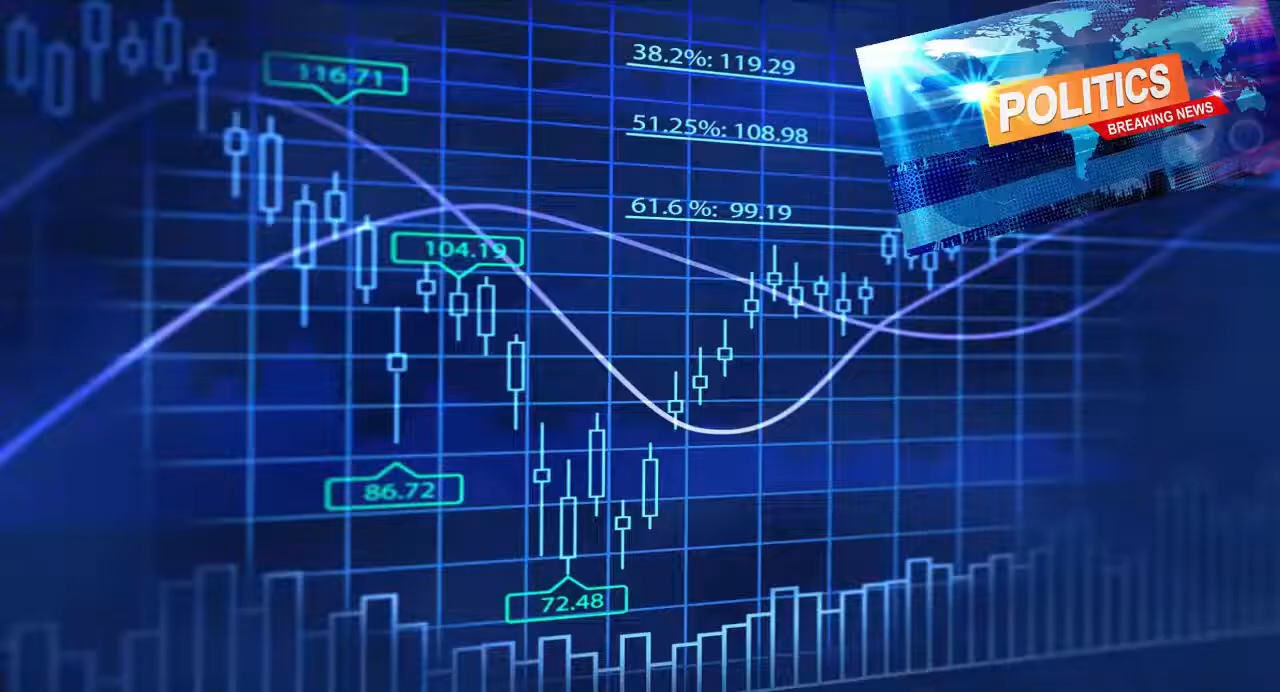 116.71
38.2%: 119.29
51.25%: 108.98
61.6 %: 99.19
104.19
86.72
72.48
POLITICS
BREAKING NEWS